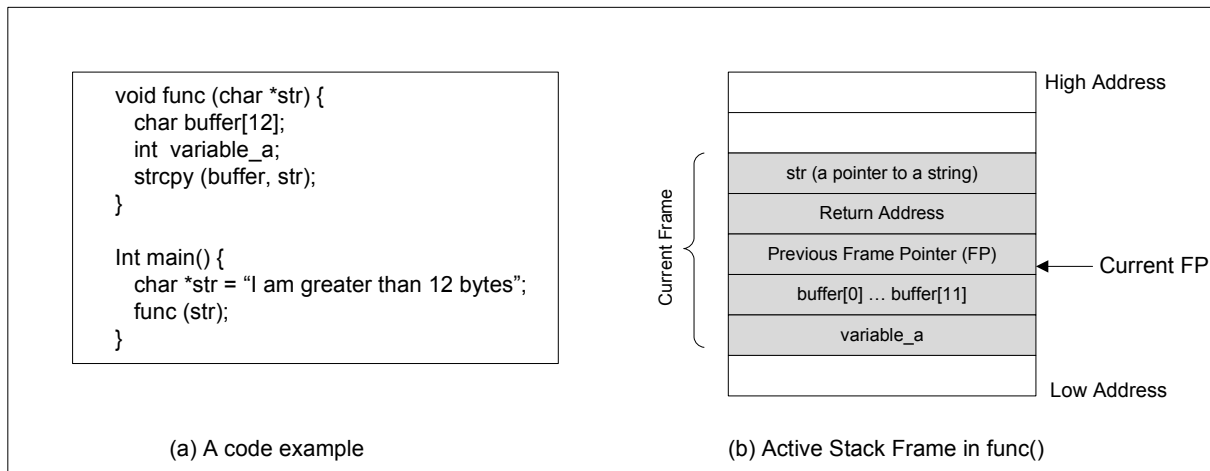 void func (char *str) {
char buffer[12];
int variable_a;
strcpy (buffer, str);
}
Int main() {
char *str = “I am greater than 12 bytes”;
func (str);
}
(a) A code example
High Address
Current Frame
str (a pointer to a string)
Return Address
Previous Frame Pointer (FP)
Current FP
buffer[0] … buffer[11]
variable_a
Low Address
(b) Active Stack Frame in func()